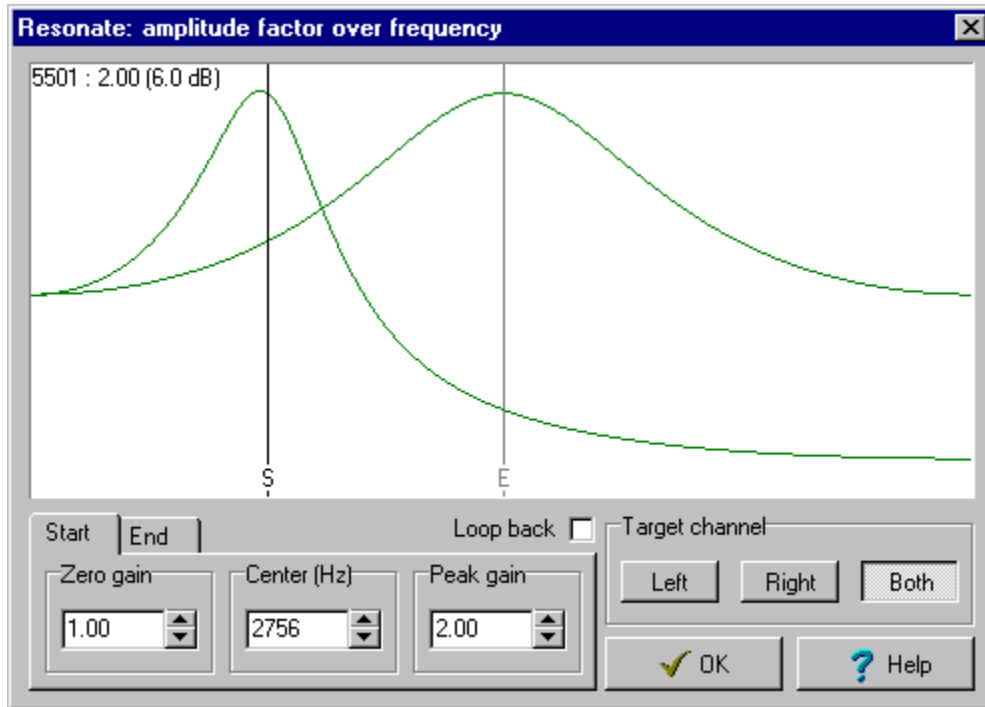 Resonate: amplitude factor over frequency
5501 : 2.00 (6.0 dB)
S
E
Start
End
Loop back
Zero gain
Center (Hz)
Peak gain
1.00
2756
2.00
Target channel
Left
Right
Both
OK
? Help